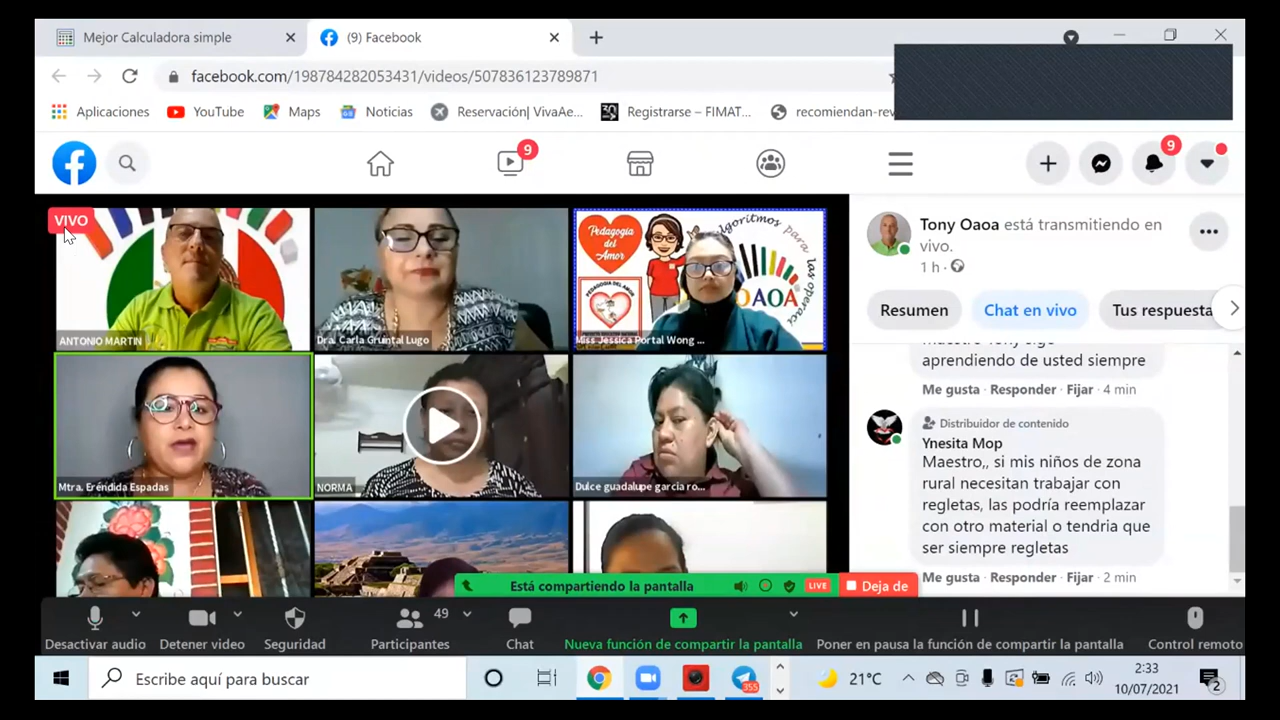 Mejor Calculadora simple
(9) Facebook
facebook.com/198784282053431/videos/507836123789871
Aplicaciones YouTube Maps Noticias Reservación| VivaAe... Registrarse – FIMAT... recomiendan-rev
9
9
VIVO
Pedagogía
del
Amor
algoritmos para las
OAOA
PEDAGOGIA DEL AMOR
ANTONIO MARTIN
Dra. Carla Gruntal Lugo
Miss Jessica Portal Wong ...
Mtra. Eréndida Espadas
NORMA
Dulce guadalupe garcia ro...
Tony Oaoa está transmitiendo en
vivo.
1 h ·
Resumen Chat en vivo Tus respuesta
aprendiendo de usted siempre
Me gusta · Responder · Fijar · 4 min
Distribuidor de contenido
Ynesita Mop
Maestro,, si mis niños de zona
rural necesitan trabajar con
regletas, las podría reemplazar
con otro material o tendria que
ser siempre regletas
Me gusta · Responder · Fijar · 2 min
Está compartiendo la pantalla LIVE Deja de
49
Desactivar audio Detener video Seguridad Participantes Chat Nueva función de compartir la pantalla Poner en pausa la función de compartir la pantalla Control remoto
Escribe aquí para buscar
355
21°C
2:33
10/07/2021
2